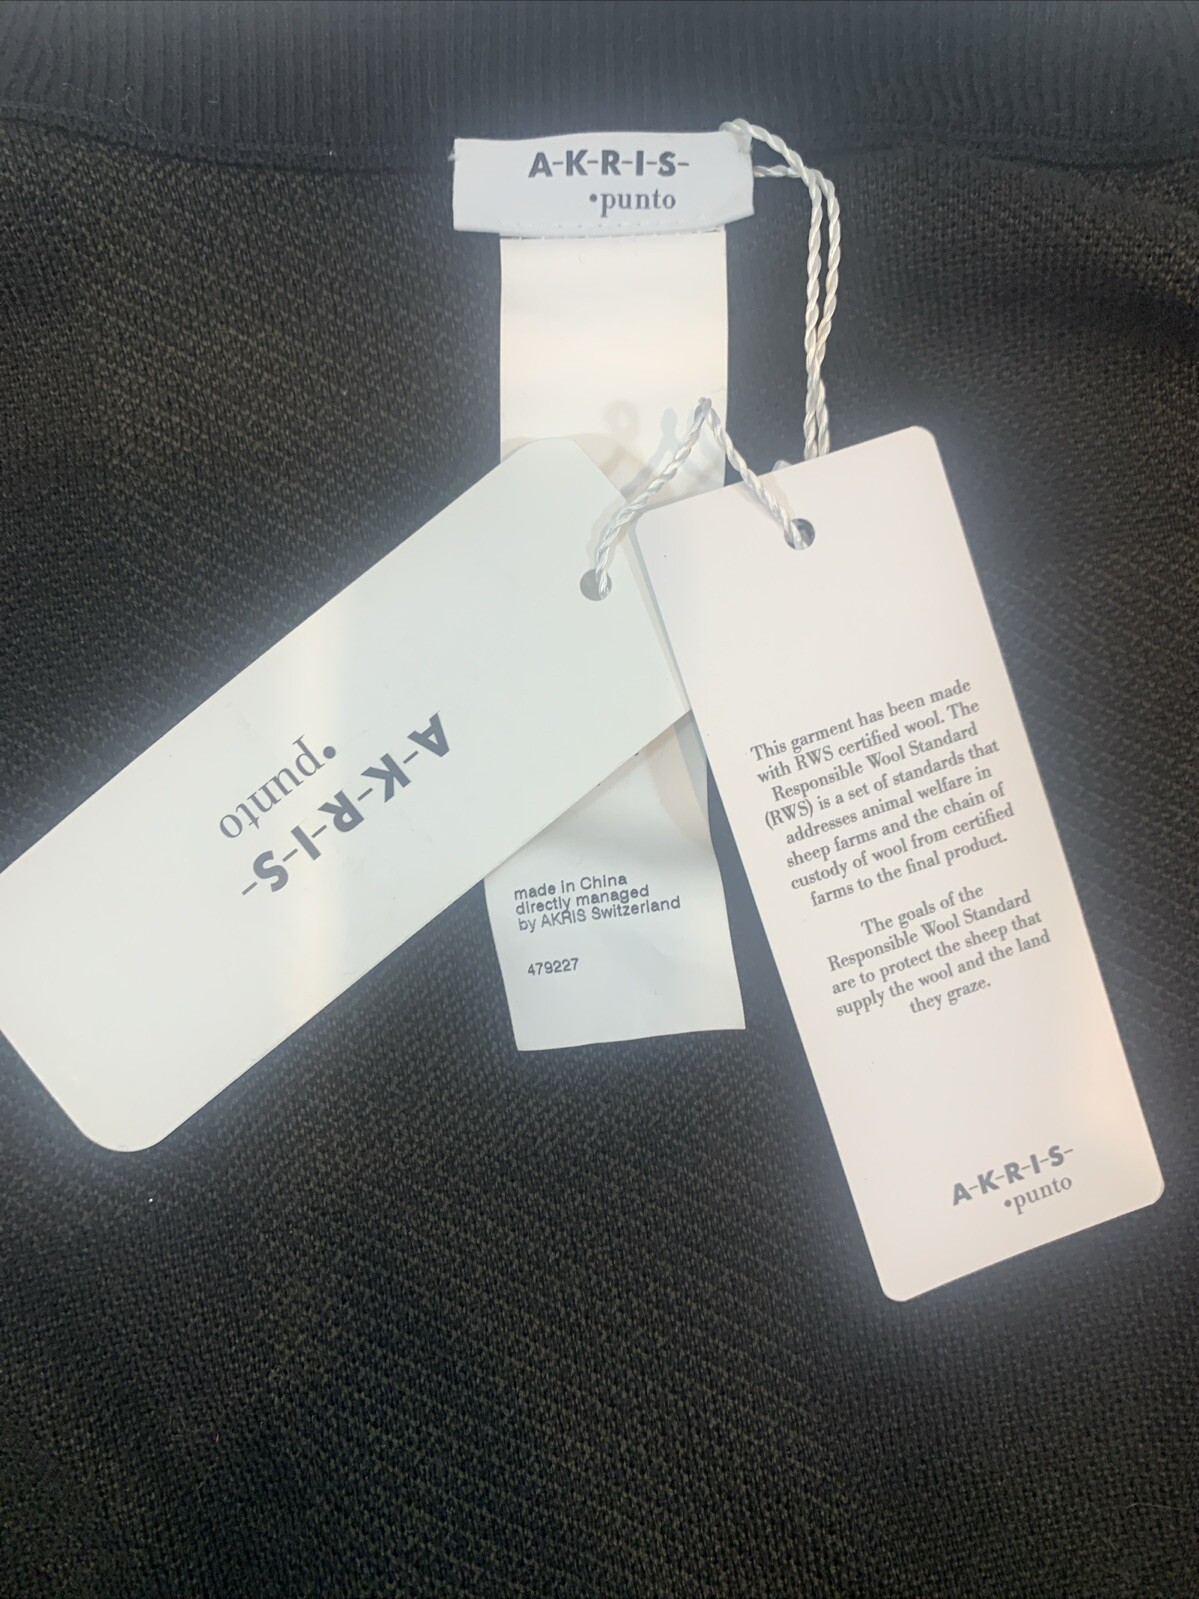 A-K-R-I-S-
•punto
A-K-R-I-S-
•punto
made in China
directly managed
by AKRIS Switzerland
479227
This garment has been made
with RWS certified wool. The
Responsible Wool Standard
(RWS) is a set of standards that
addresses animal welfare in
sheep farms and the chain of
custody of wool from certified
farms to the final product.
The goals of the
Responsible Wool Standard
are to protect the sheep that
supply the wool and the land
they graze.
A-K-R-I-S-
•punto